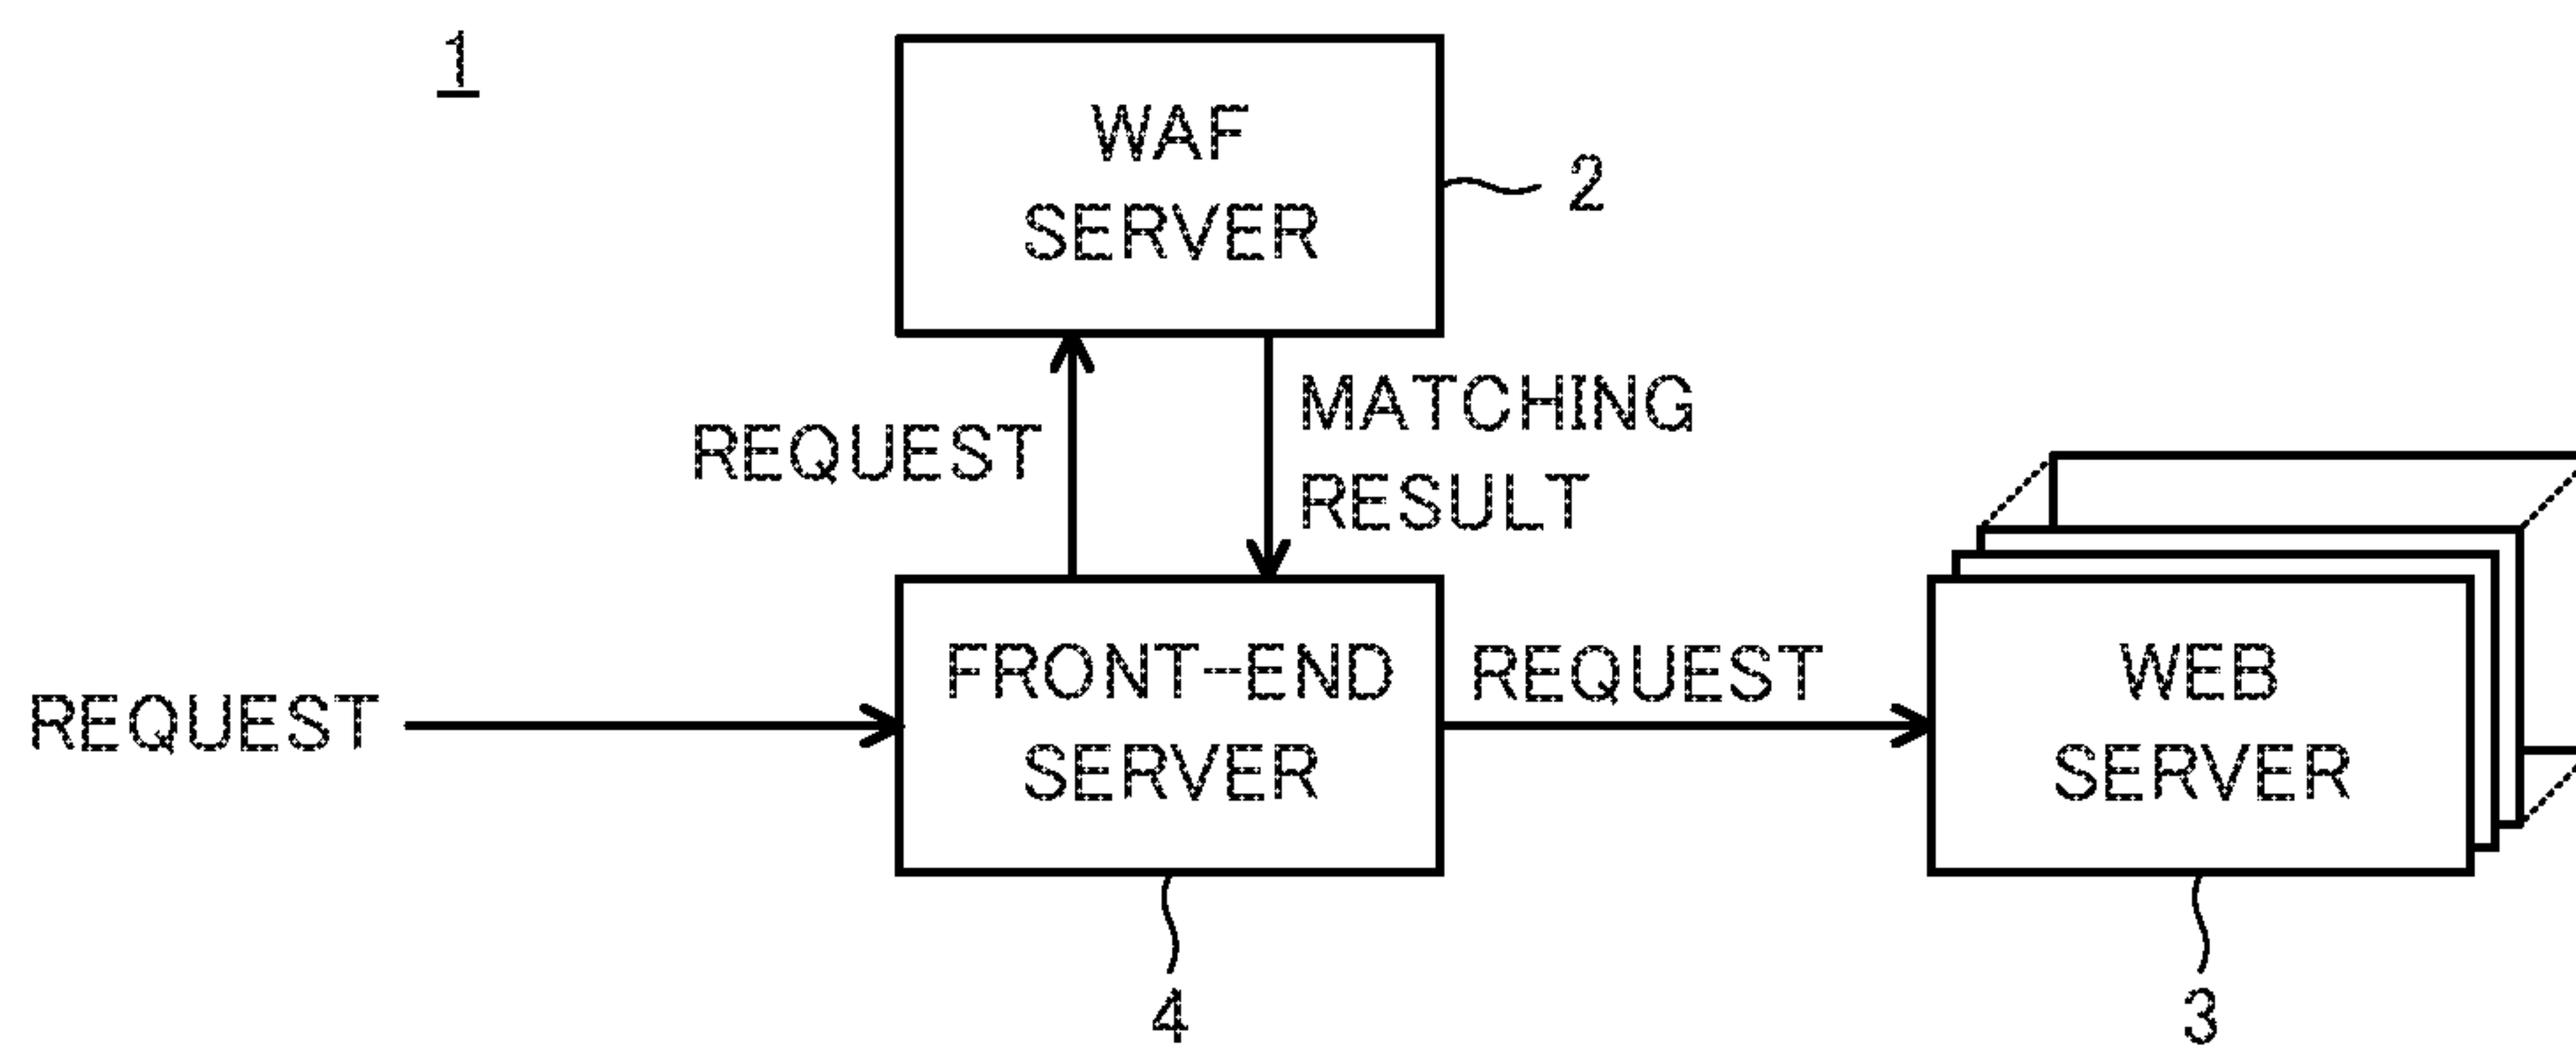 1
WAF
SERVER
2
REQUEST
MATCHING
RESULT
REQUEST
FRONT-END
SERVER
REQUEST
WEB
SERVER
4
3